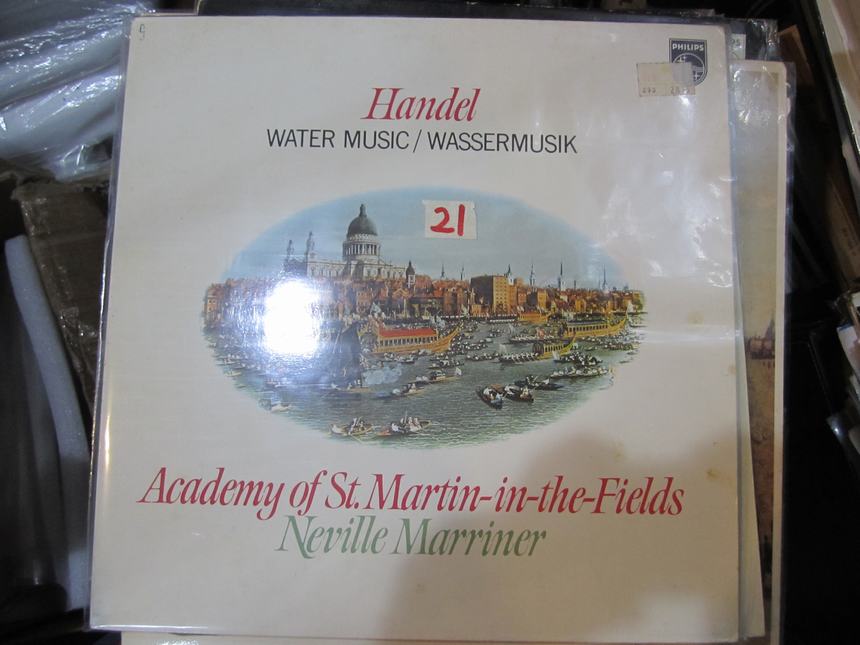 PHILIPS
Handel
WATER MUSIC / WASSERMUSIK
21
Academy of St. Martin-in-the-Fields
Neville Marriner